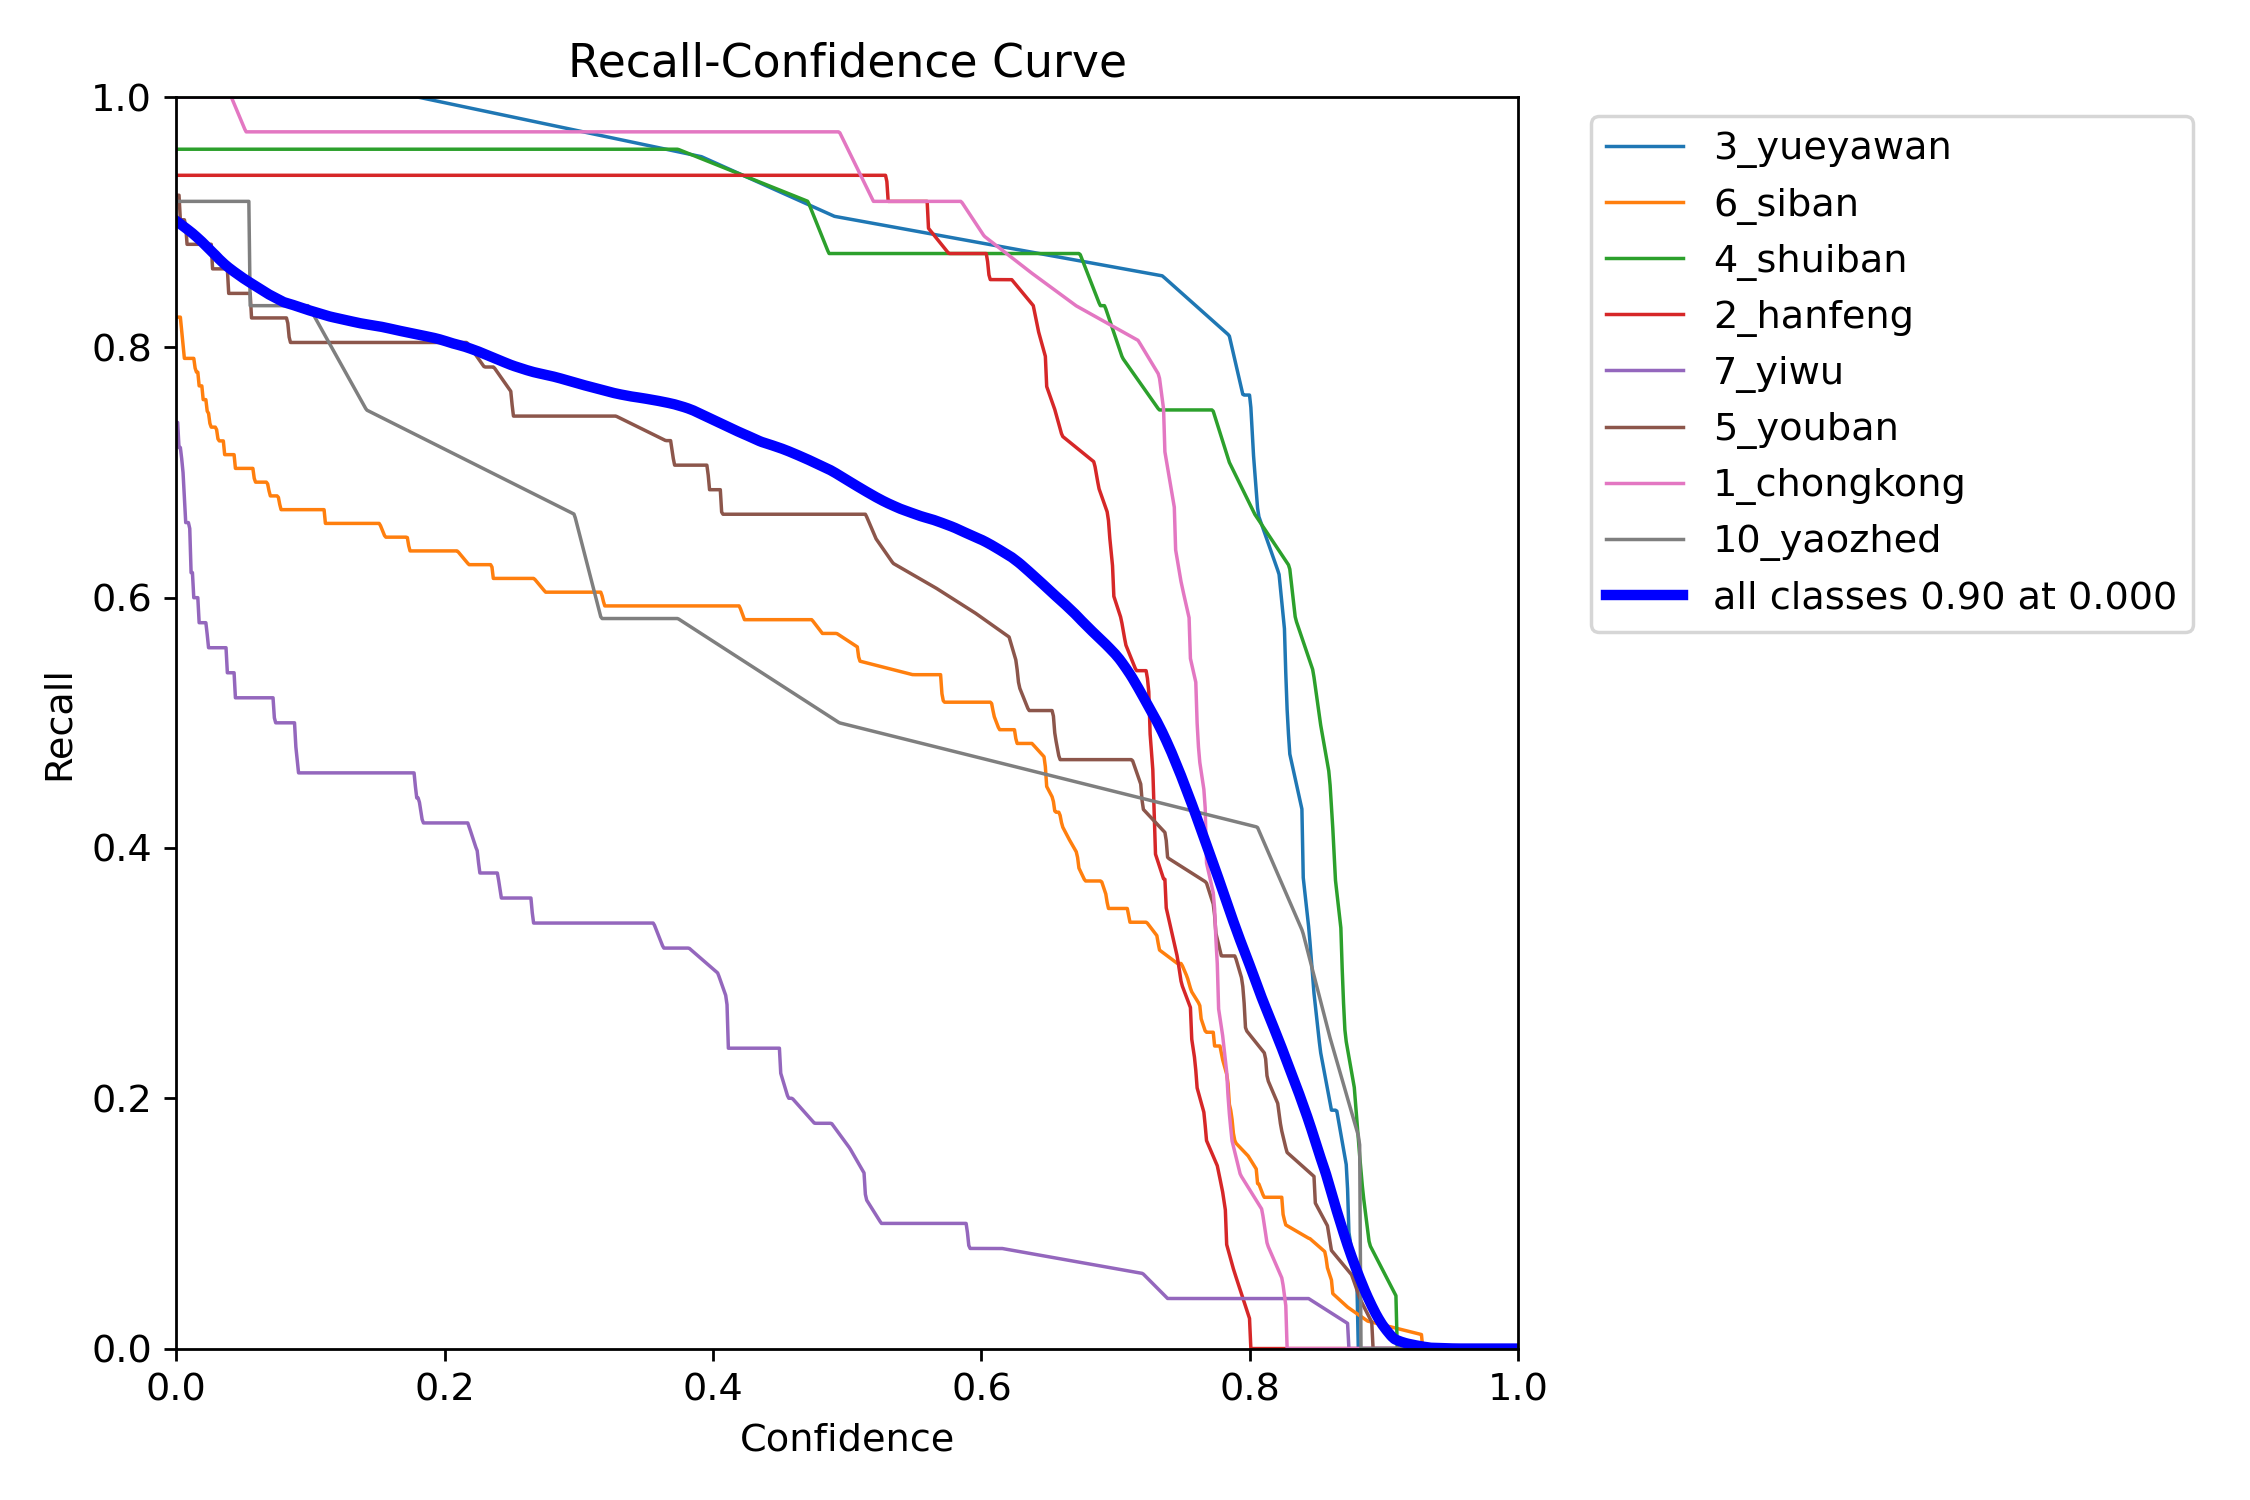 Recall-Confidence Curve
1.0
0.8
0.6
0.4
0.2
0.0
Recall
0.0 0.2 0.4 0.6 0.8 1.0
Confidence
3_yueyawan
6_siban
4_shuiban
2_hanfeng
7_yiwu
5_youban
1_chongkong
10_yaozhed
all classes 0.90 at 0.000